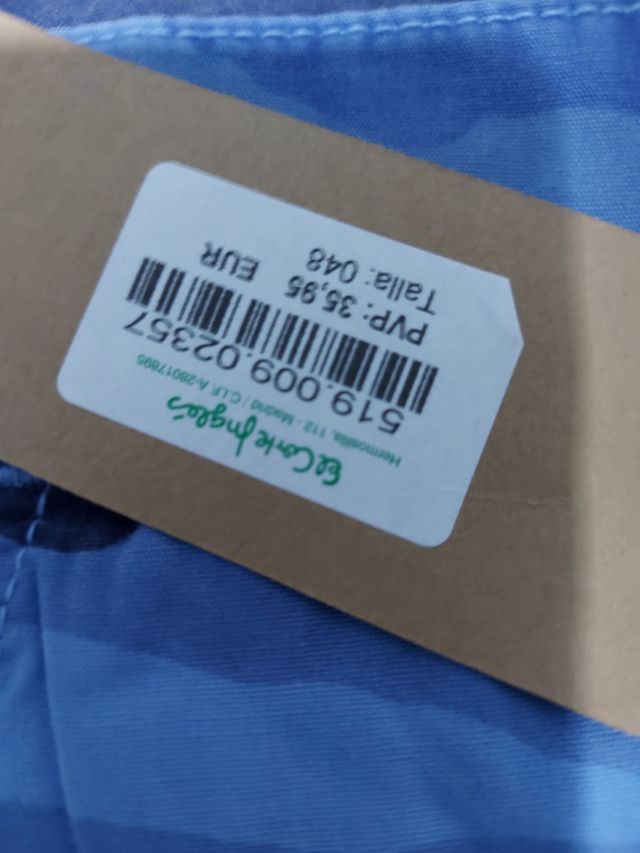 El Corte Inglés
Hermosilla, 112 - Madrid / C.I.F. A-28017895
519.009.02357
PVP: 35,95 EUR
Talla: 048